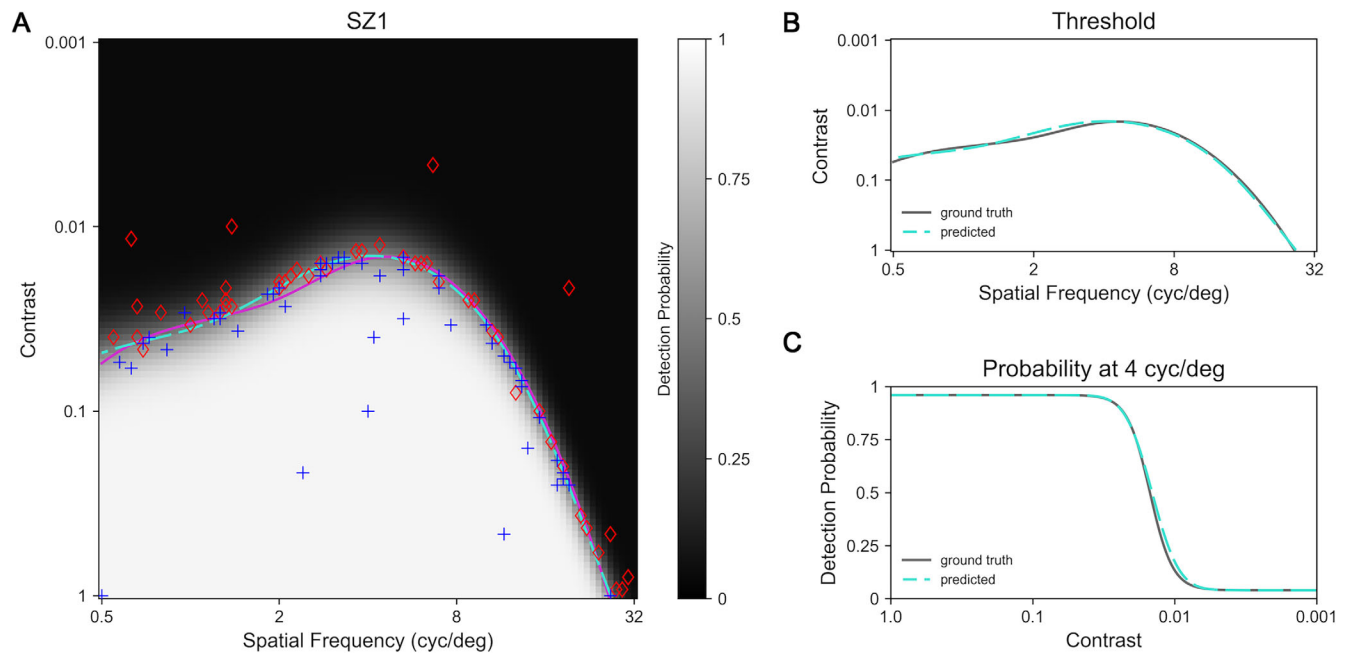 A
SZ1
0.001
0.01
0.1
1
Contrast
0.5
2
8
32
Spatial Frequency (cyc/deg)
1
0.75
0.5
0.25
0
Detection Probability
B
Threshold
0.001
0.01
0.1
1
Contrast
ground truth
predicted
0.5
2
8
32
Spatial Frequency (cyc/deg)
C
Probability at 4 cyc/deg
1
0.75
0.5
0.25
0
Detection Probability
ground truth
predicted
1.0
0.1
0.01
0.001
Contrast